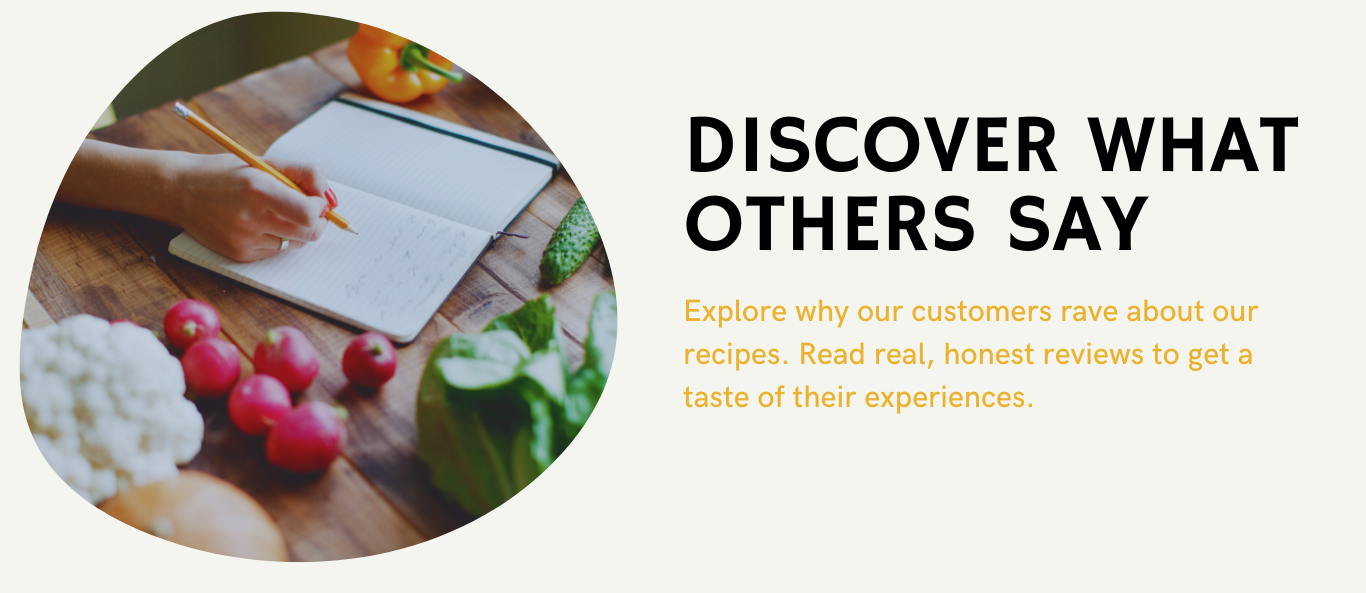 DISCOVER WHAT
OTHERS SAY
Explore why our customers rave about our
recipes. Read real, honest reviews to get a
taste of their experiences.